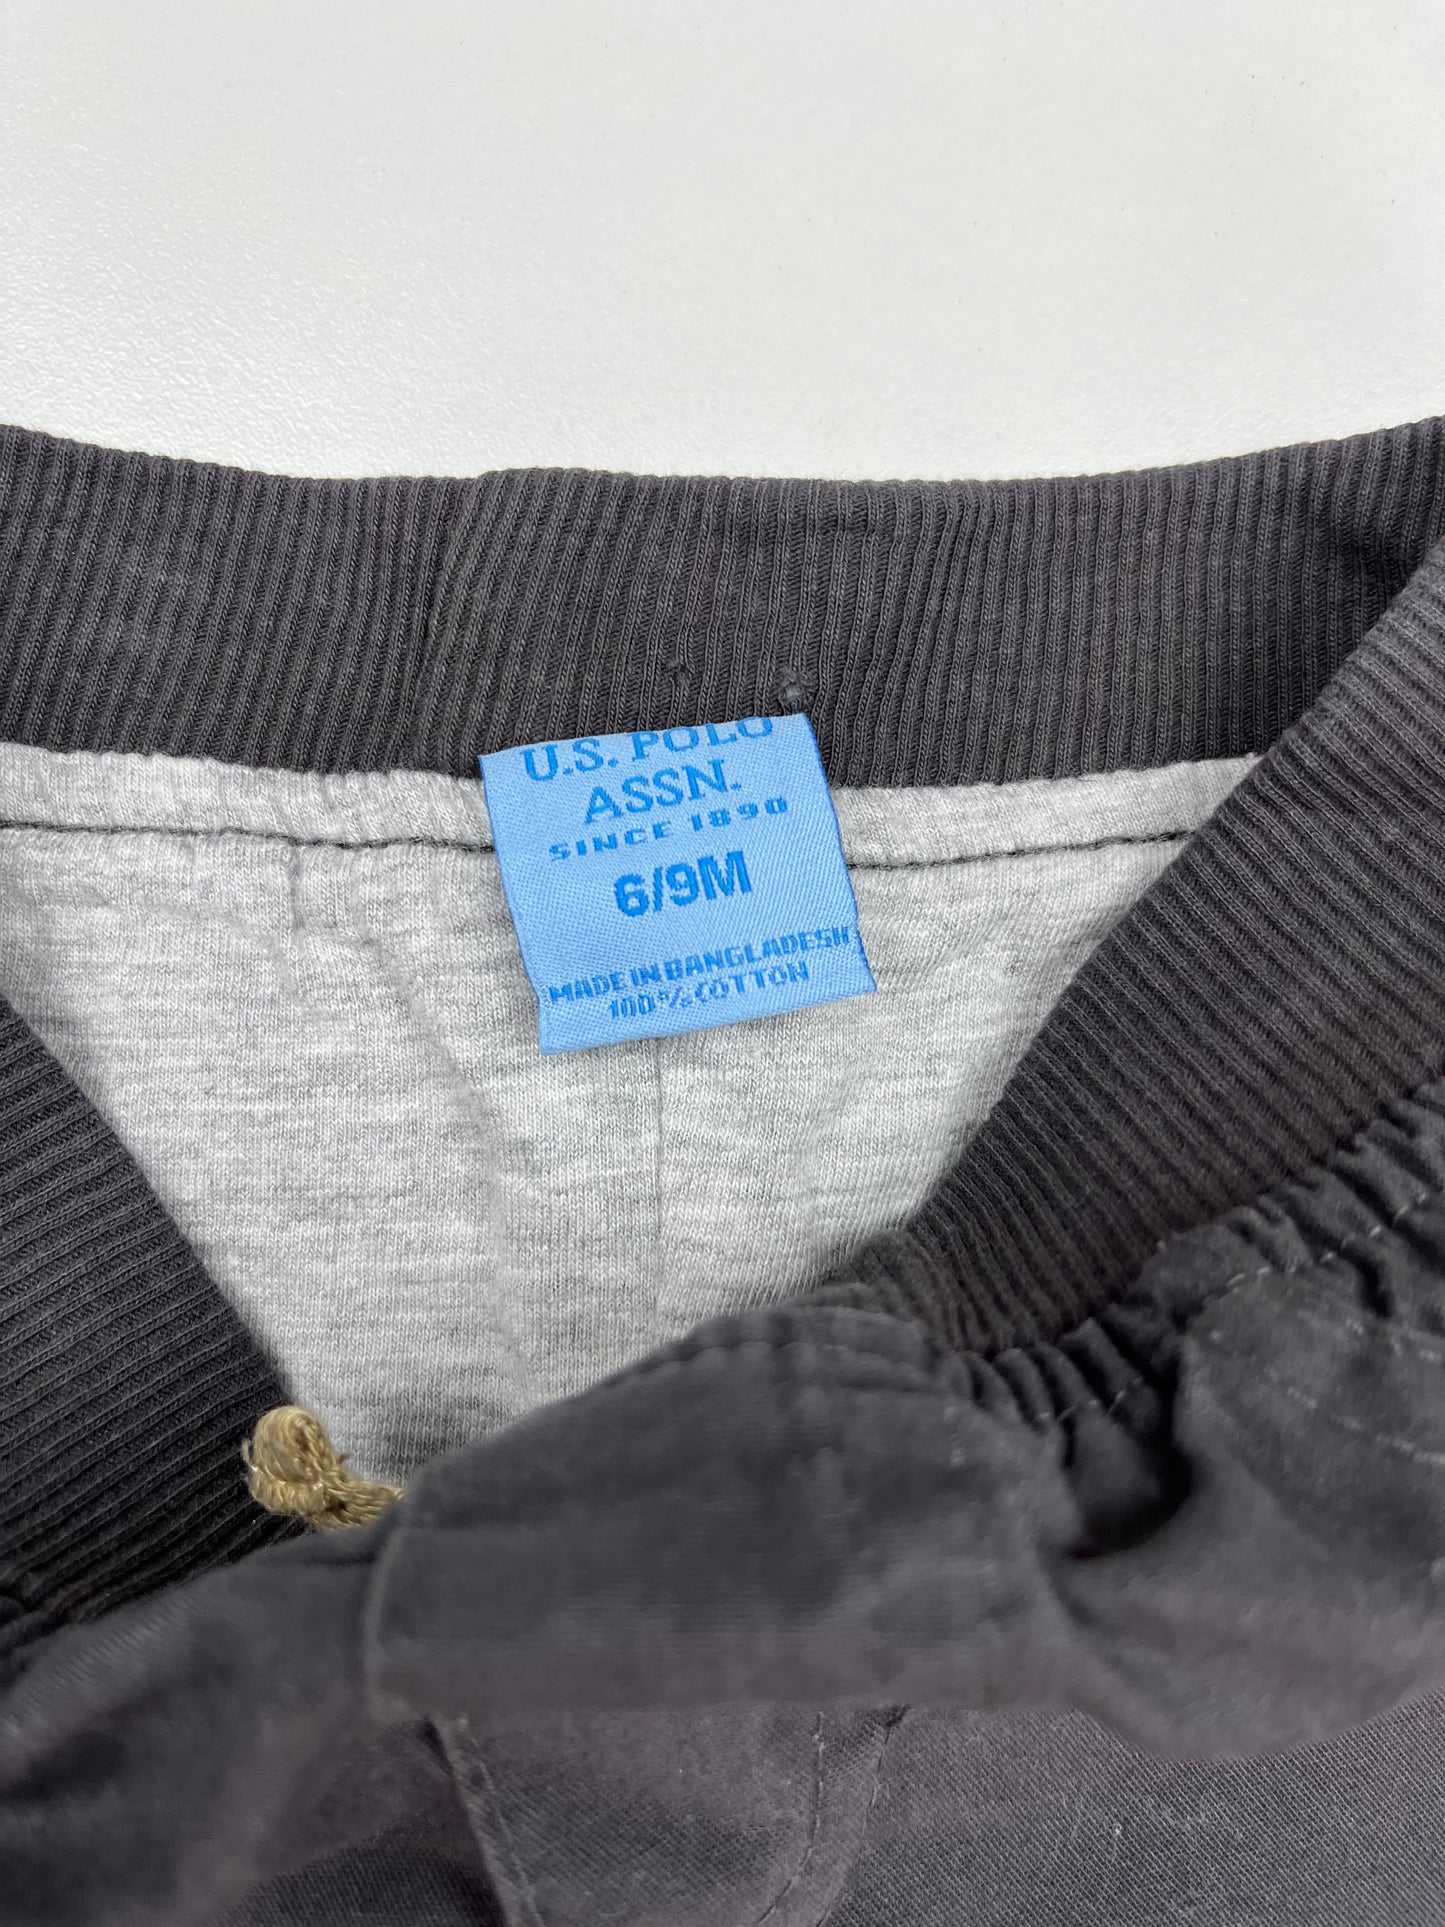 U.S. POLO
ASSN.
SINCE 1890
6/9M
MADE IN BANGLADESH
100% COTTON